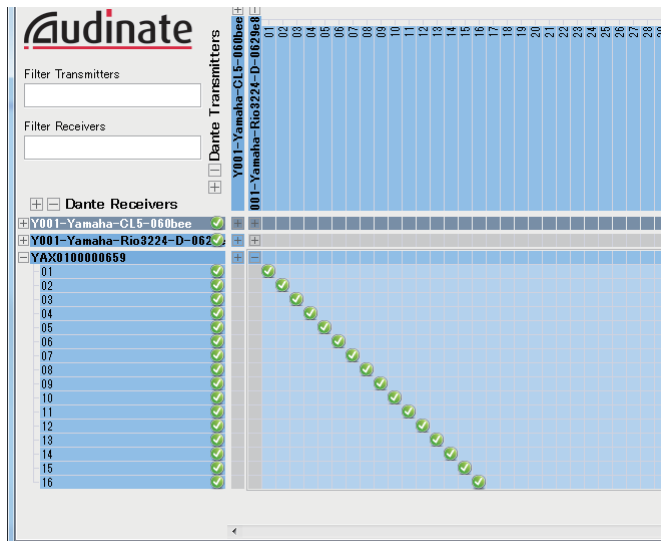 Audinate
Filter Transmitters
Filter Receivers
Dante Transmitters
Y001-Yamaha-CL5-060bee
001-Yamaha-Rio3224-D-0629e8
01 02 03 04 05 06 07 08 09 10 11 12 13 14 15 16 17 18 19 20 21 22 23 24 25 26 27 28
Dante Receivers
Y001-Yamaha-CL5-060bee
Y001-Yamaha-Rio3224-D-062
YAX0100000659
01
02
03
04
05
06
07
08
09
10
11
12
13
14
15
16